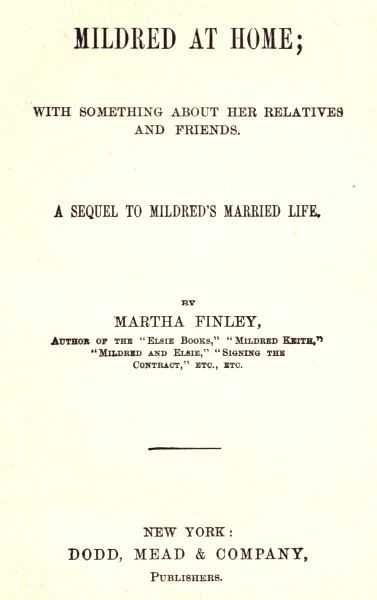 MILDRED AT HOME;
WITH SOMETHING ABOUT HER RELATIVES
AND FRIENDS.
A SEQUEL TO MILDRED'S MARRIED LIFE.
BY
MARTHA FINLEY,
AUTHOR OF THE "ELSIE BOOKS," "MILDRED KEITH,"
"MILDRED AND ELSIE," "SIGNING THE
CONTRACT," ETC., ETC.
NEW YORK:
DODD, MEAD & COMPANY,
PUBLISHERS.